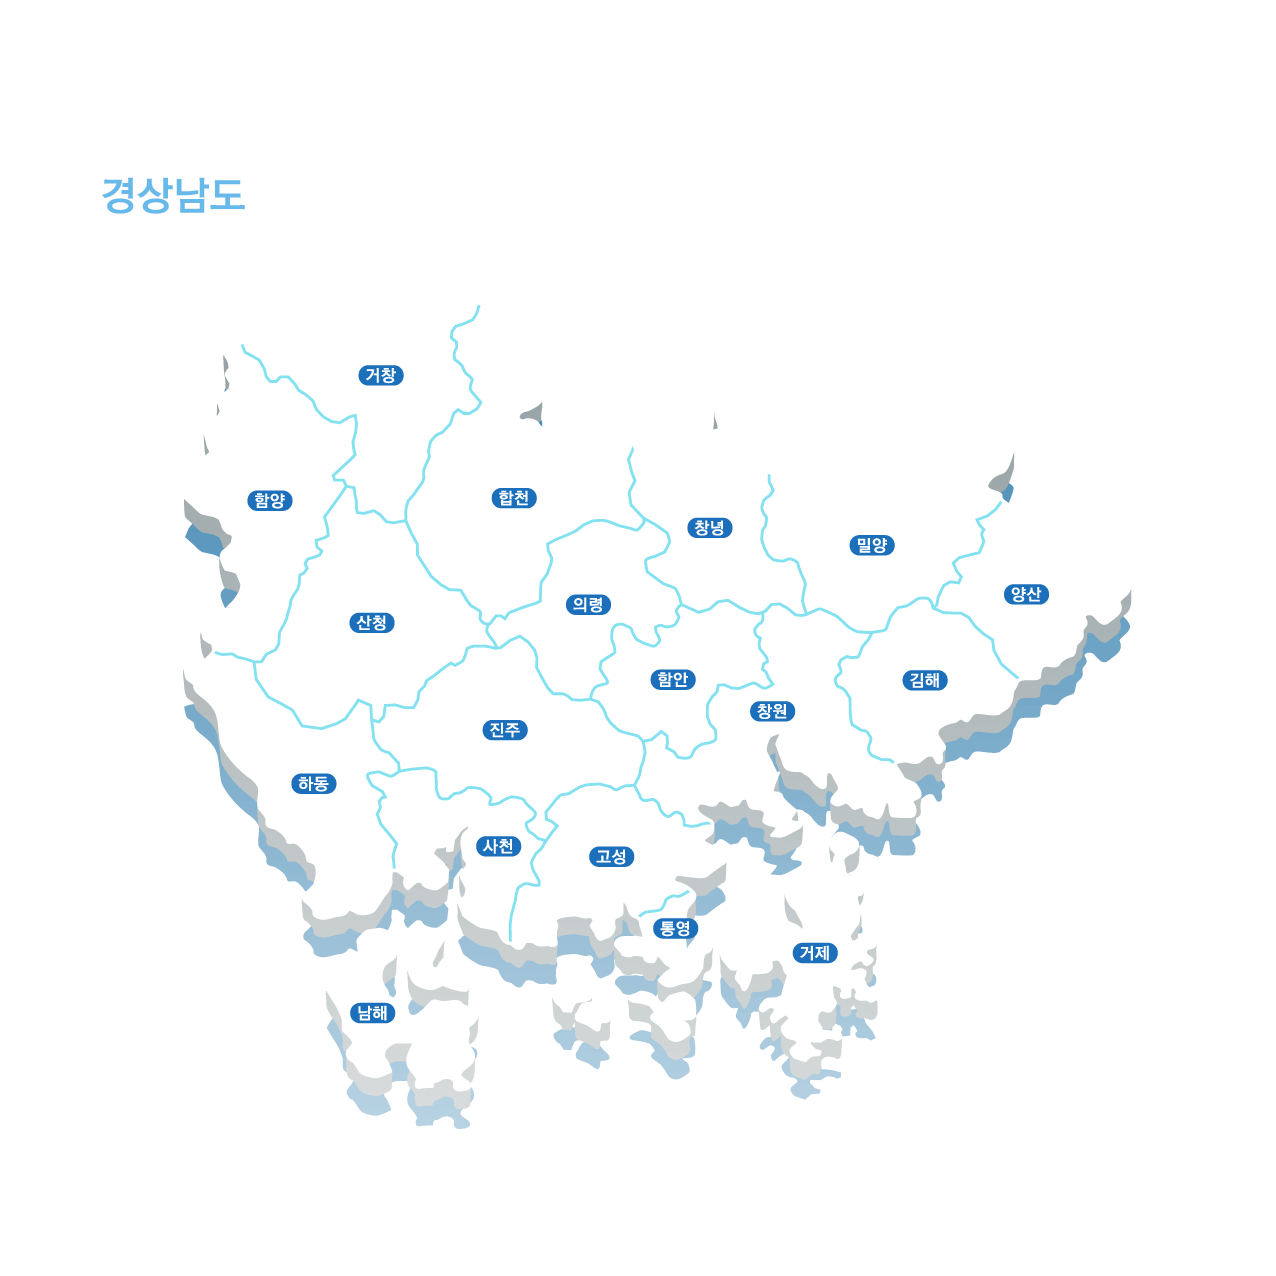 경상남도
거창
함양
합천
창녕
밀양
양산
의령
산청
함안
김해
창원
진주
하동
사천
고성
통영
거제
남해